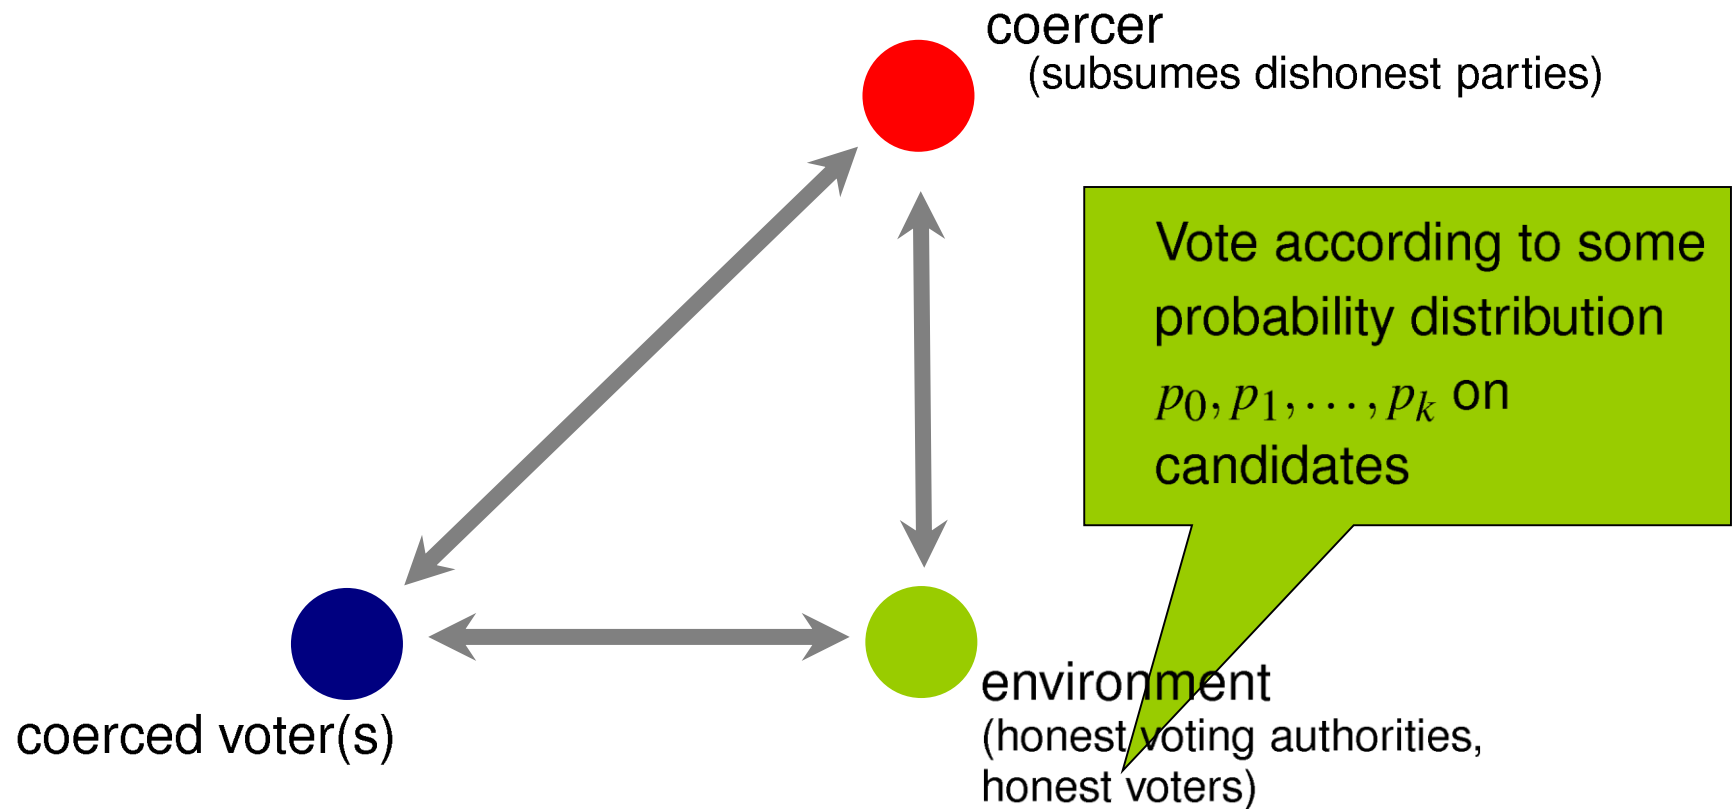 coercer
(subsumes dishonest parties)
Vote according to some
probability distribution
p₀, p₁, …, pₖ on
candidates
environment
(honest voting authorities,
honest voters)
coerced voter(s)